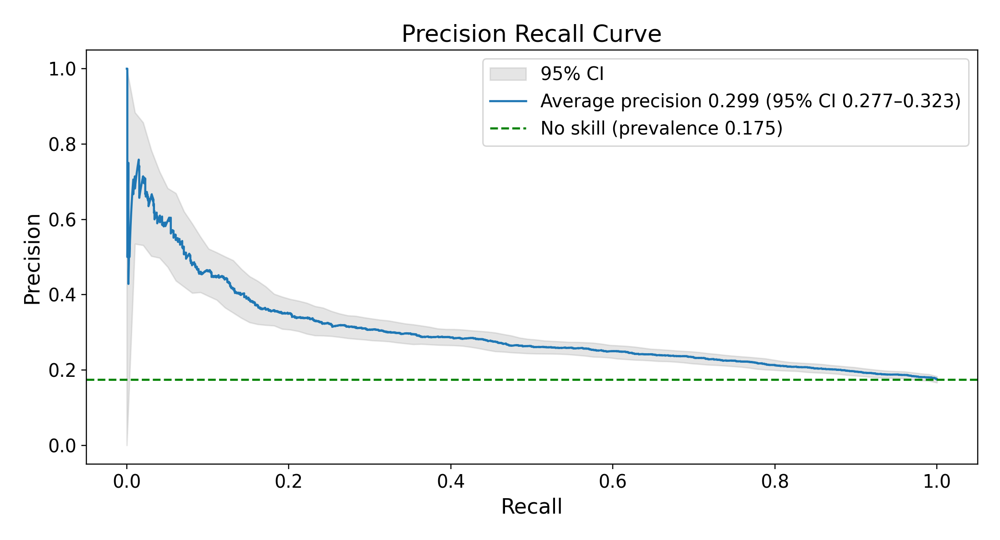 Precision Recall Curve
95% CI
Average precision 0.299 (95% CI 0.277–0.323)
No skill (prevalence 0.175)
Precision
1.0
0.8
0.6
0.4
0.2
0.0
0.0 0.2 0.4 0.6 0.8 1.0
Recall